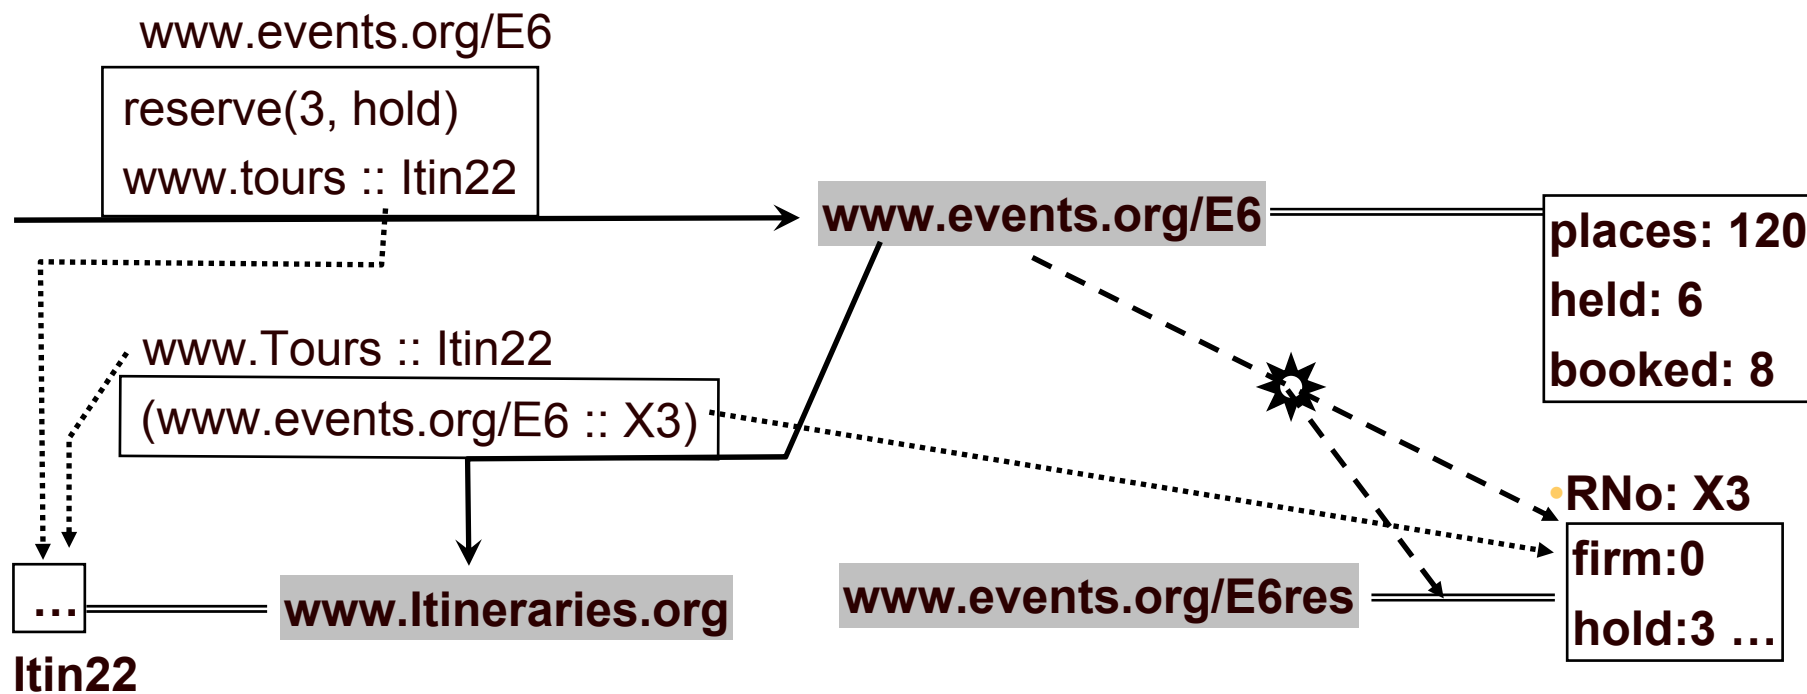 www.events.org/E6
reserve(3, hold)
www.tours :: Itin22
www.events.org/E6
places: 120
held: 6
booked: 8
www.Tours :: Itin22
(www.events.org/E6 :: X3)
•RNo: X3
firm:0
hold:3 …
www.events.org/E6res
...
www.Itineraries.org
Itin22